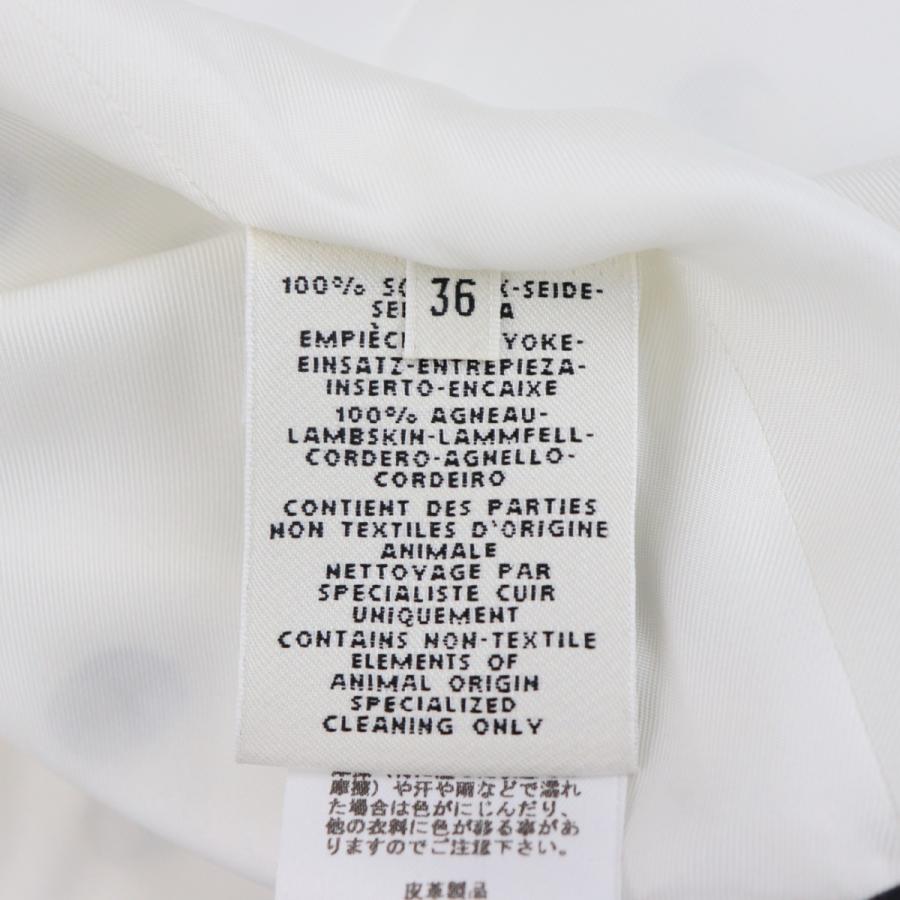 36
100%
-SEIDE-
EMPIÈC YOKE-
EINSATZ-ENTREPIEZA-
INSERTO-ENCAIXE
100% AGNEAU-
LAMBSKIN-LAMMFELL-
CORDERO-AGNELLO-
CORDEIRO
CONTIENT DES PARTIES
NON TEXTILES D'ORIGINE
ANIMALE
NETTOYAGE PAR
SPECIALISTE CUIR
UNIQUEMENT
CONTAINS NON-TEXTILE
ELEMENTS OF
ANIMAL ORIGIN
SPECIALIZED
CLEANING ONLY
摩擦）や汗や雨などで濡れ
た場合は色がにじんだり、
他の衣料に色が移る事があ
りますのでご注意下さい。
皮革製品